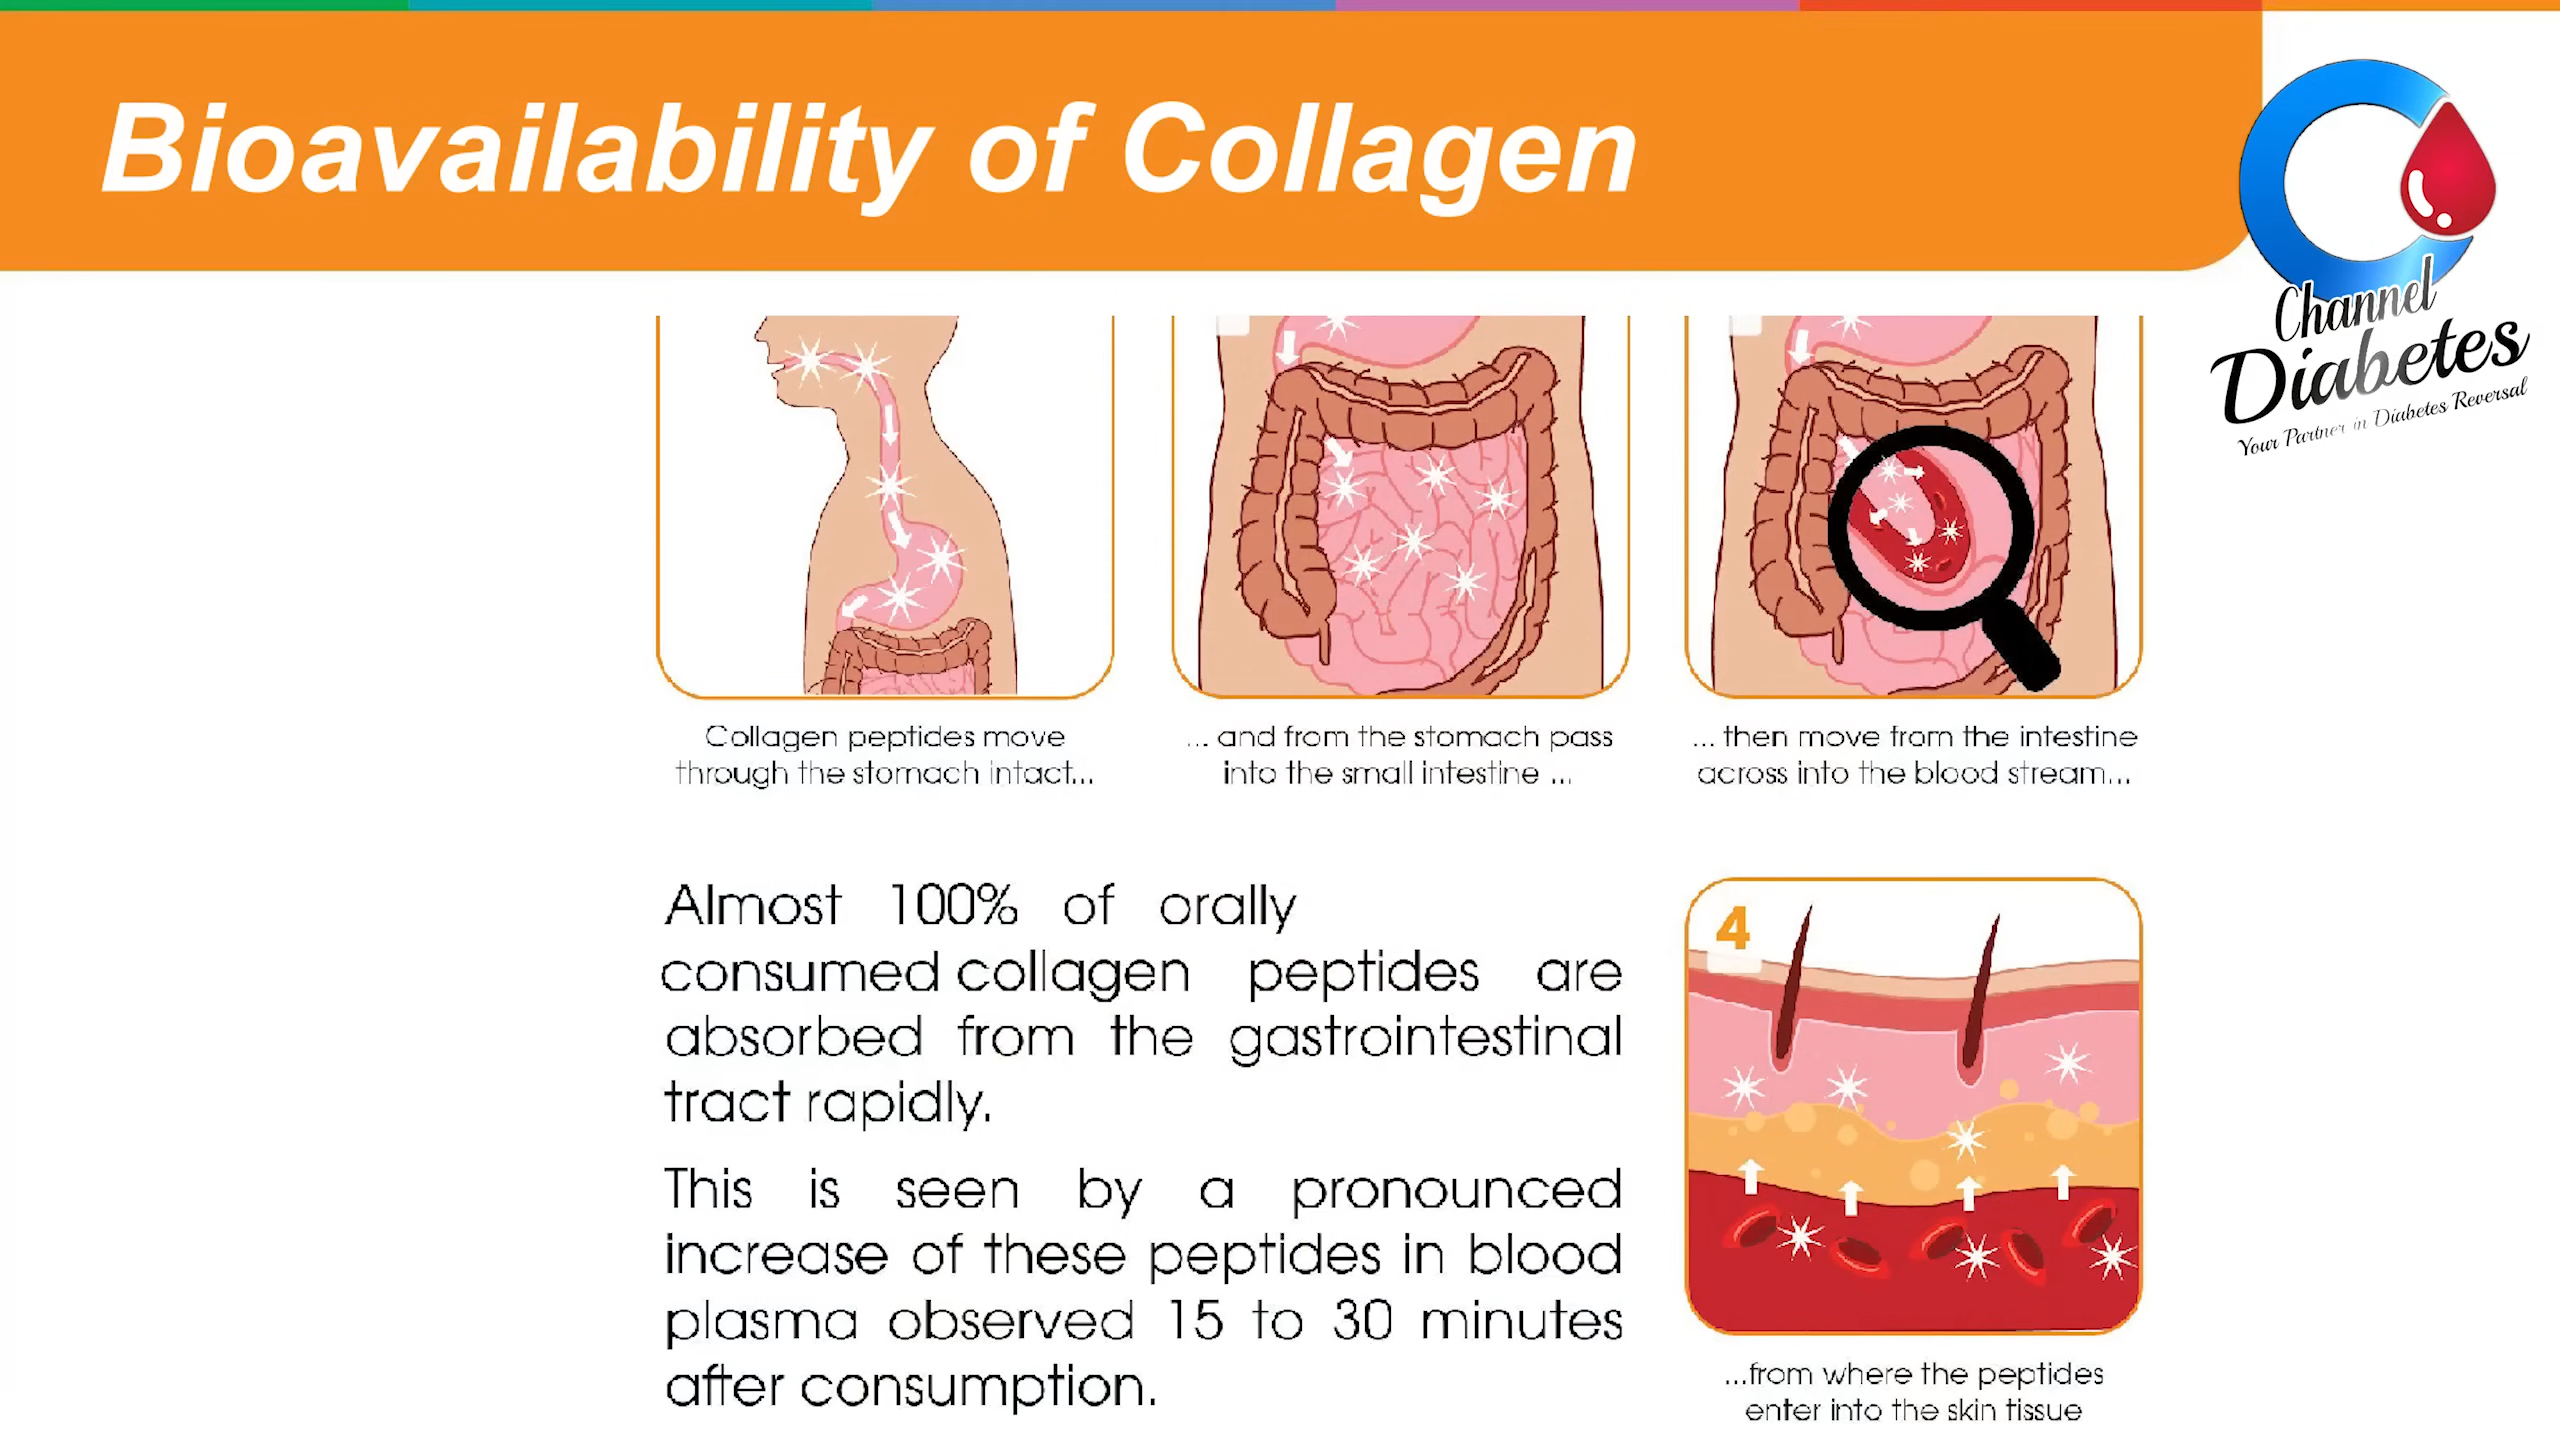 Bioavailability of Collagen
Channel
Diabetes
Your Partner in Diabetes Reversal
Collagen peptides move
through the stomach intact...
... and from the stomach pass
into the small intestine ...
... then move from the intestine
across into the blood stream...
Almost 100% of orally
consumed collagen peptides are
absorbed from the gastrointestinal
tract rapidly.
This is seen by a pronounced
increase of these peptides in blood
plasma observed 15 to 30 minutes
after consumption.
4
...from where the peptides
enter into the skin tissue